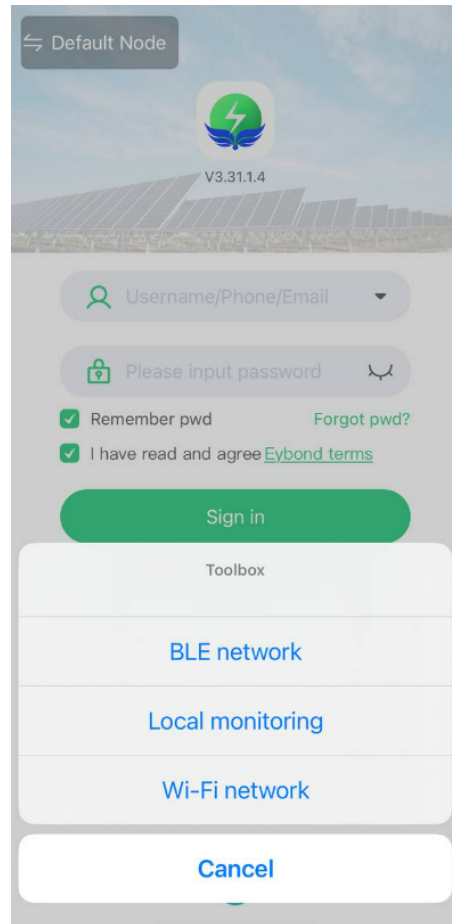 Default Node
V3.31.1.4
Username/Phone/Email
Please input password
Remember pwd Forgot pwd?
I have read and agree Eybond terms
Sign in
Toolbox
BLE network
Local monitoring
Wi-Fi network
Cancel